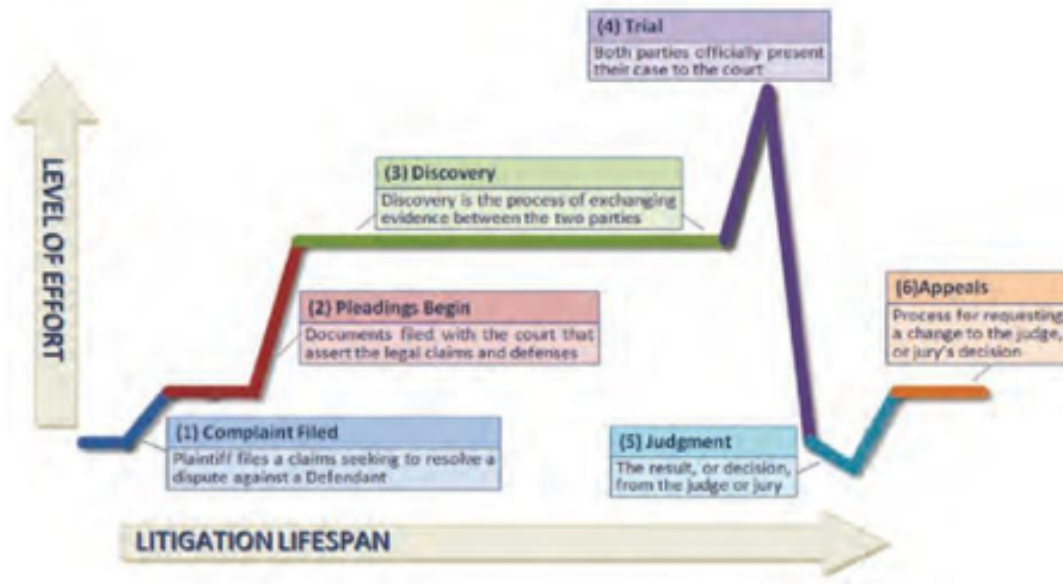 (4) Trial
Both parties officially present
their case to the court
LEVEL OF EFFORT
(3) Discovery
Discovery is the process of exchanging
evidence between the two parties
(2) Pleadings Begin
Documents filed with the court that
assert the legal claims and defenses
(6)Appeals
Process for requesting
a change to the judge,
or jury's decision
(1) Complaint Filed
Plaintiff files a claims seeking to resolve a
dispute against a Defendant
(5) Judgment
The result, or decision,
from the judge or jury
LITIGATION LIFESPAN